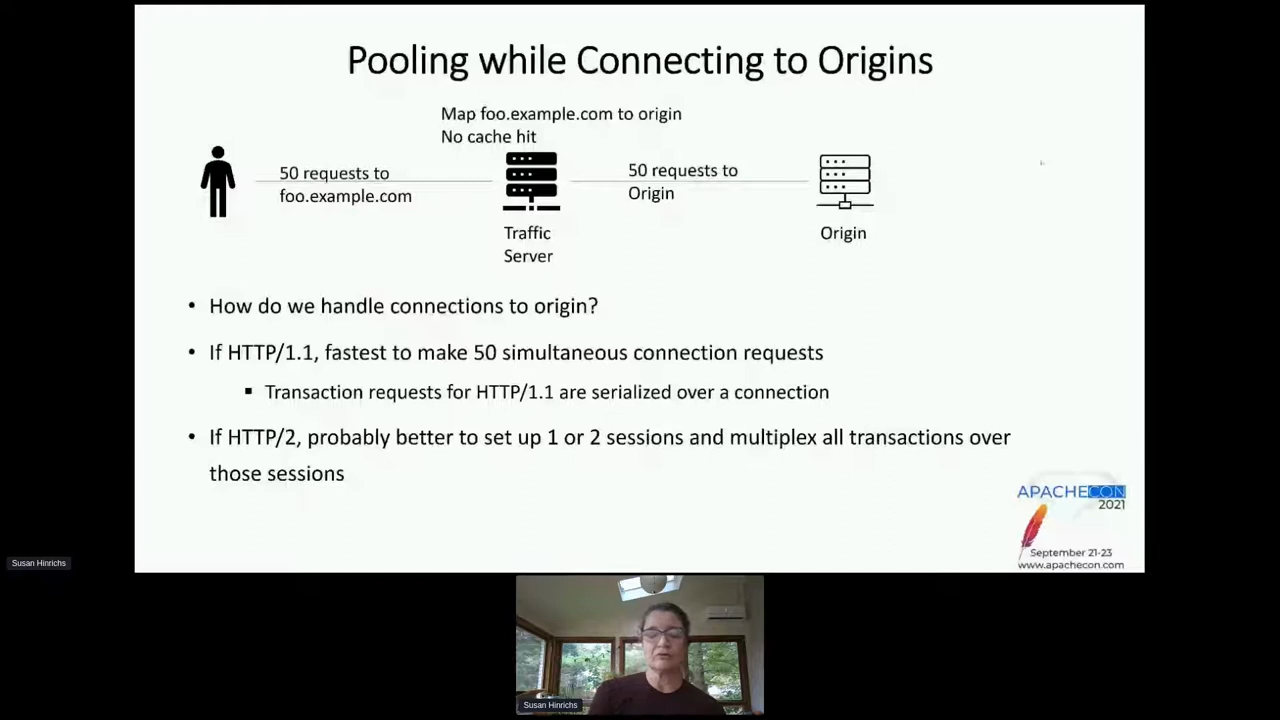 Pooling while Connecting to Origins
Map foo.example.com to origin
No cache hit
50 requests to
foo.example.com
50 requests to
Origin
Traffic
Server
Origin
• How do we handle connections to origin?
• If HTTP/1.1, fastest to make 50 simultaneous connection requests
▪ Transaction requests for HTTP/1.1 are serialized over a connection
• If HTTP/2, probably better to set up 1 or 2 sessions and multiplex all transactions over
those sessions
APACHECON
2021
September 21-23
www.apachecon.com
Susan Hinrichs
Susan Hinrichs